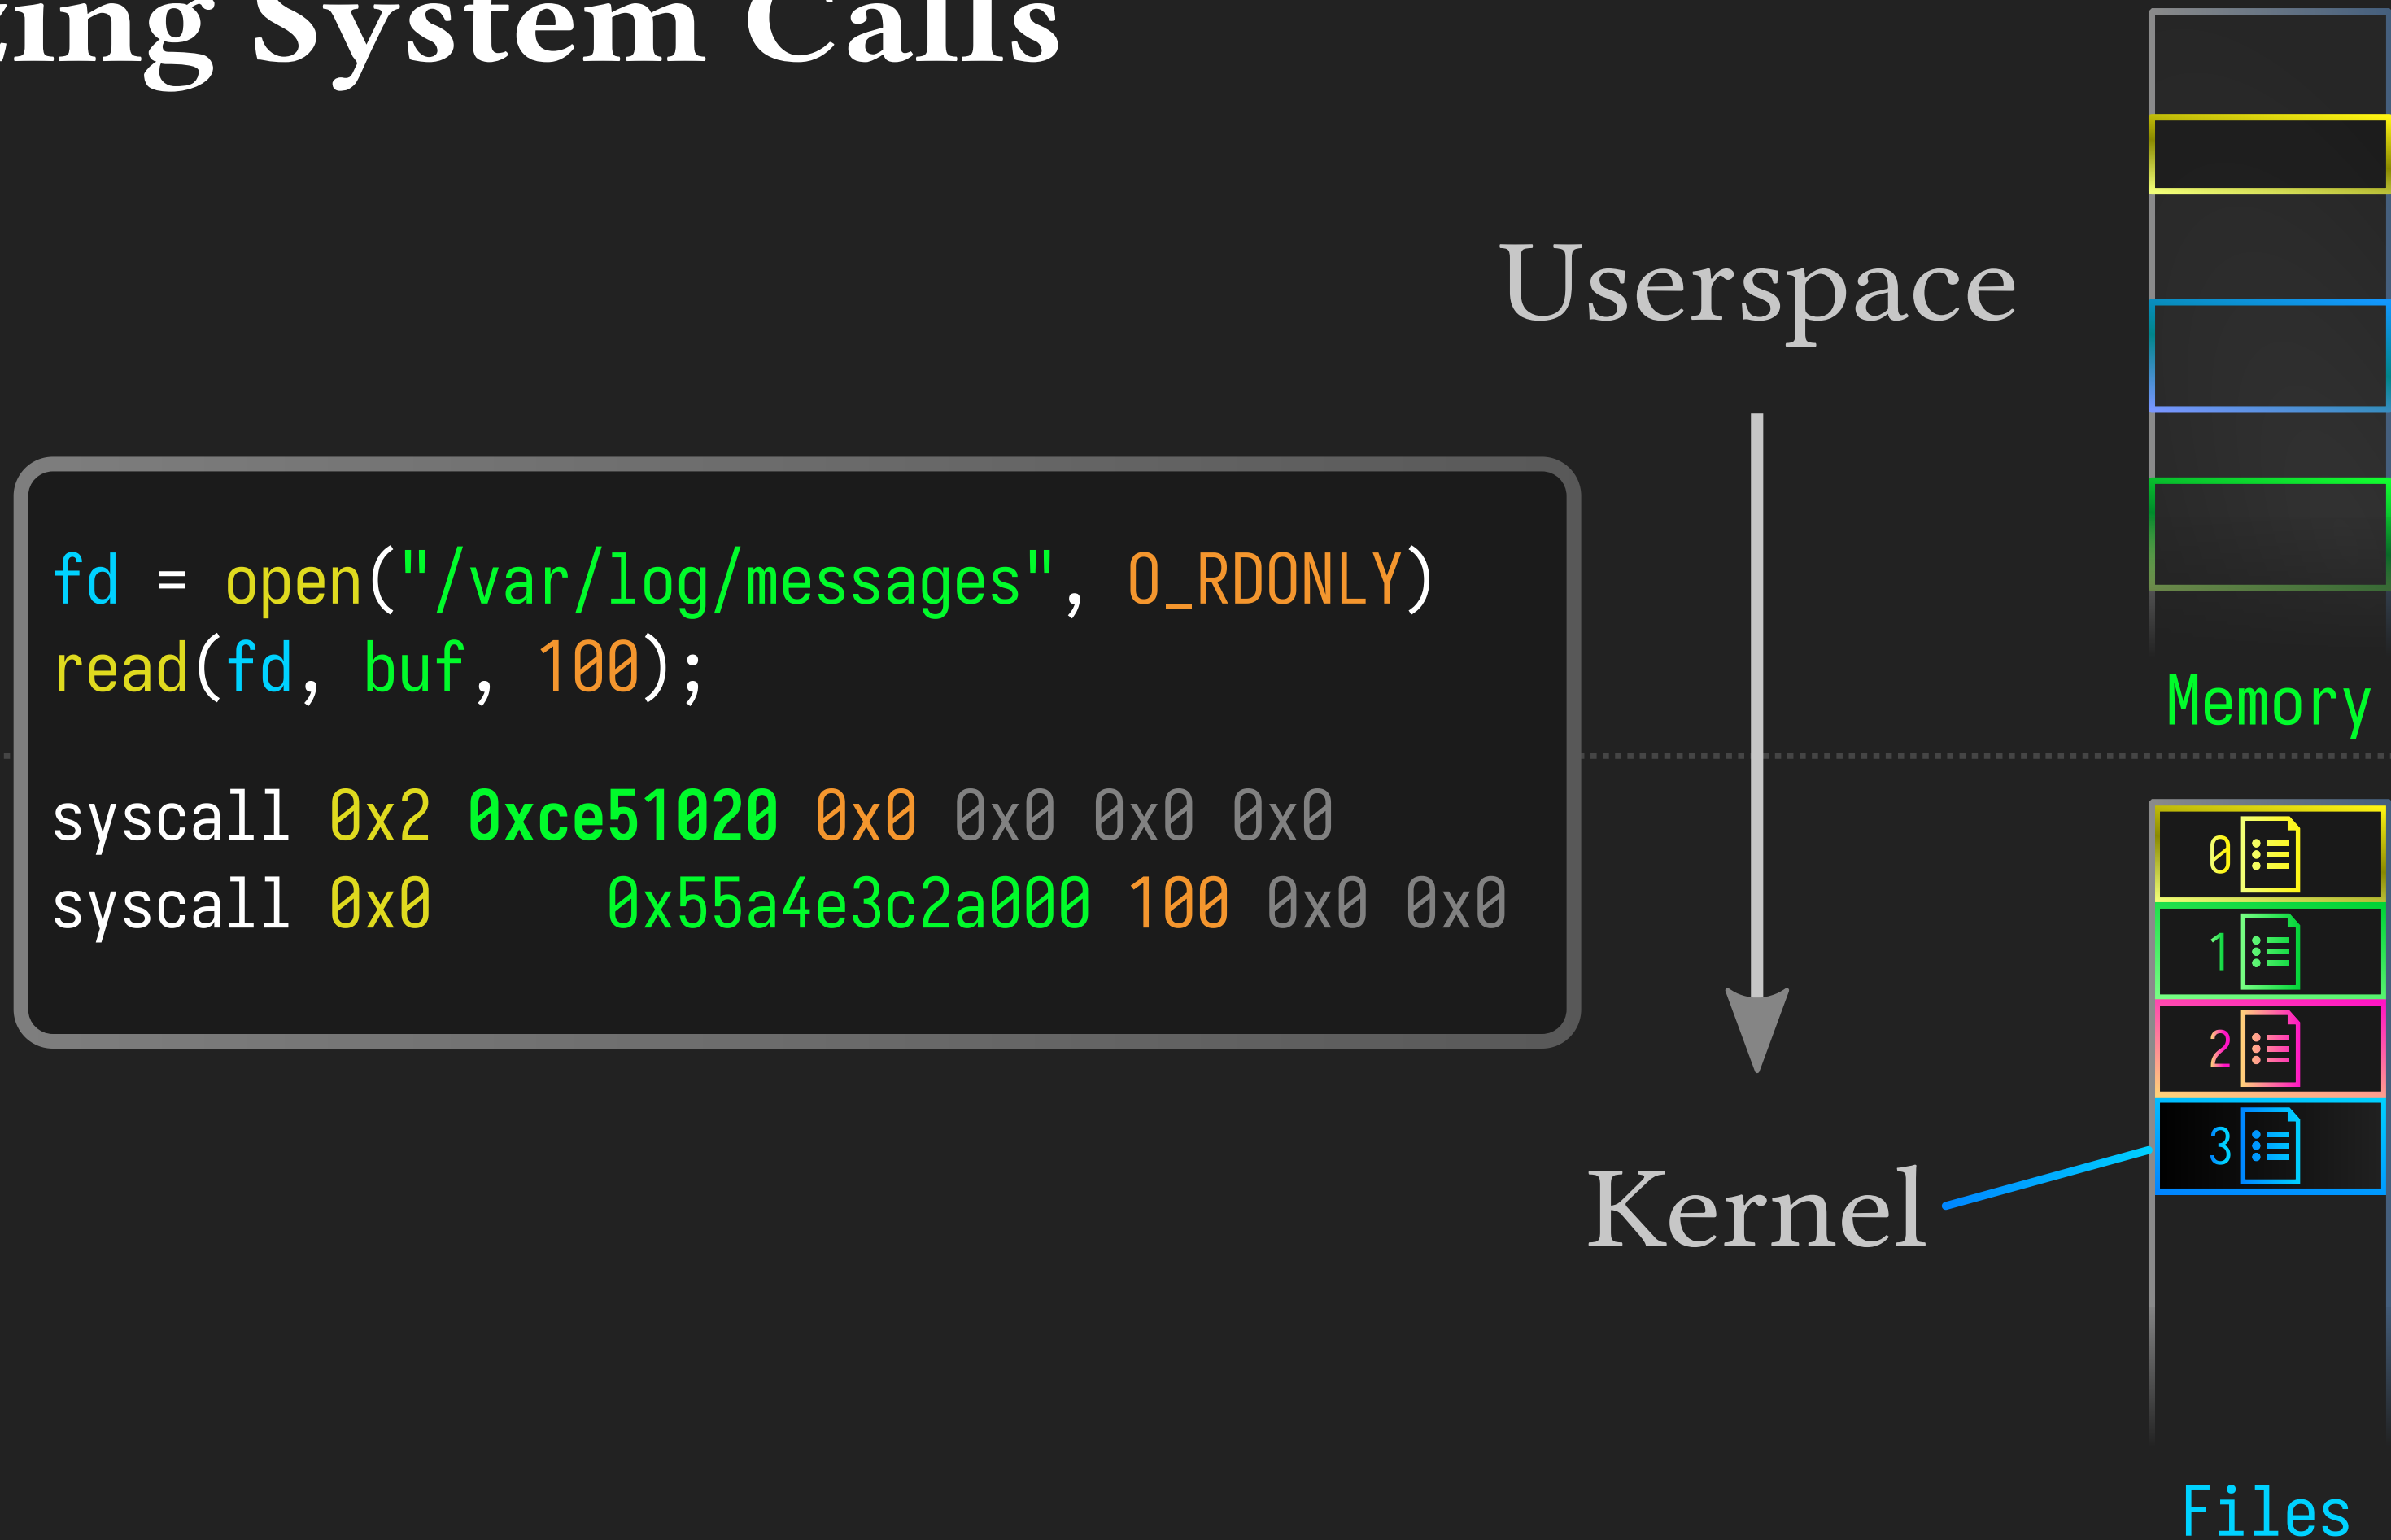 ing System Calls
Userspace
fd = open("/var/log/messages", O_RDONLY)
read(fd, buf, 100);
syscall 0x2 0xce51020 0x0 0x0 0x0 0x0
syscall 0x0 0x55a4e3c2a000 100 0x0 0x0
Kernel
Memory
0
1
2
3
Files